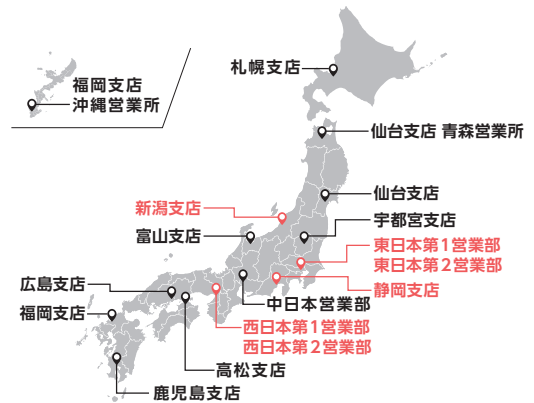 札幌支店
福岡支店
沖縄営業所
仙台支店 青森営業所
仙台支店
新潟支店
宇都宮支店
富山支店
東日本第1営業部
東日本第2営業部
広島支店
静岡支店
中日本営業部
福岡支店
西日本第1営業部
西日本第2営業部
高松支店
鹿児島支店